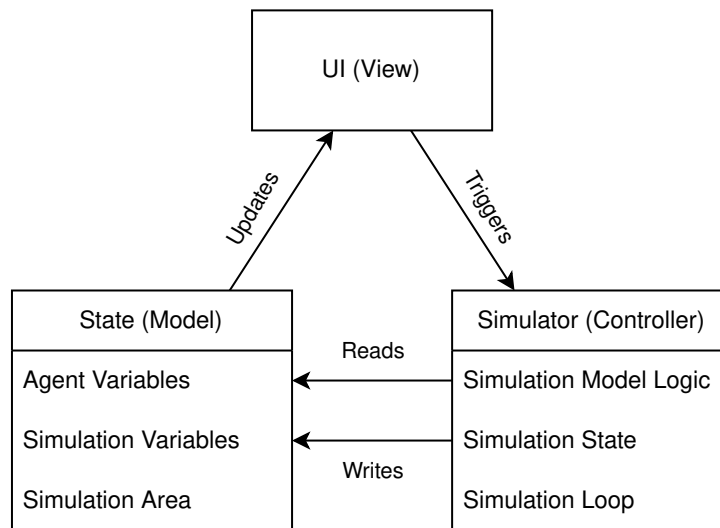 UI (View)
Updates
Triggers
State (Model)
Simulator (Controller)
Agent Variables
Reads
Simulation Model Logic
Simulation Variables
Simulation State
Writes
Simulation Area
Simulation Loop